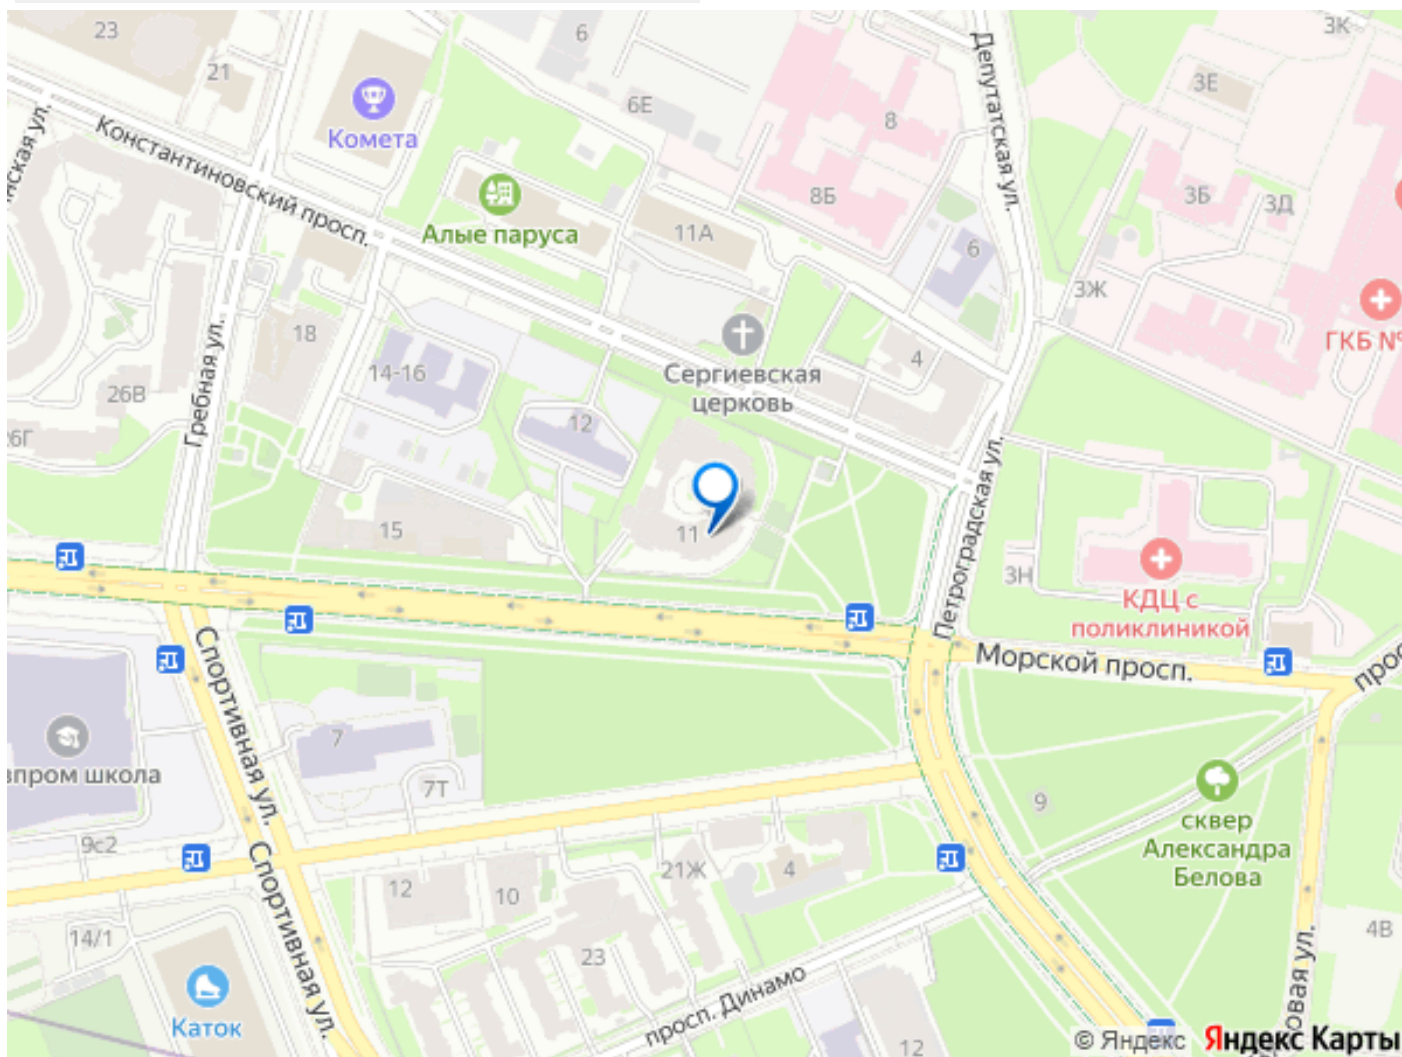 23
6
3К
21
Депутатская ул.
3Е
6Е
8
Комета
Константиновский просп.
3Б
3Д
8Б
Алые паруса
11А
6
3Ж
18
Гребная ул.
ГКБ №
4
14-16
Сергиевская
церковь
26В
12
26Г
Петроградская ул.
15
11
3Н
КДЦ с
поликлиникой
Морской просп.
Спортивная ул.
7
7Т
9
сквер
Александра
Белова
9с2
Спортивная ул.
21Ж
4
12
10
14/1
23
4В
просп. Динамо
Каток
12
© Яндекс
Яндекс Карты